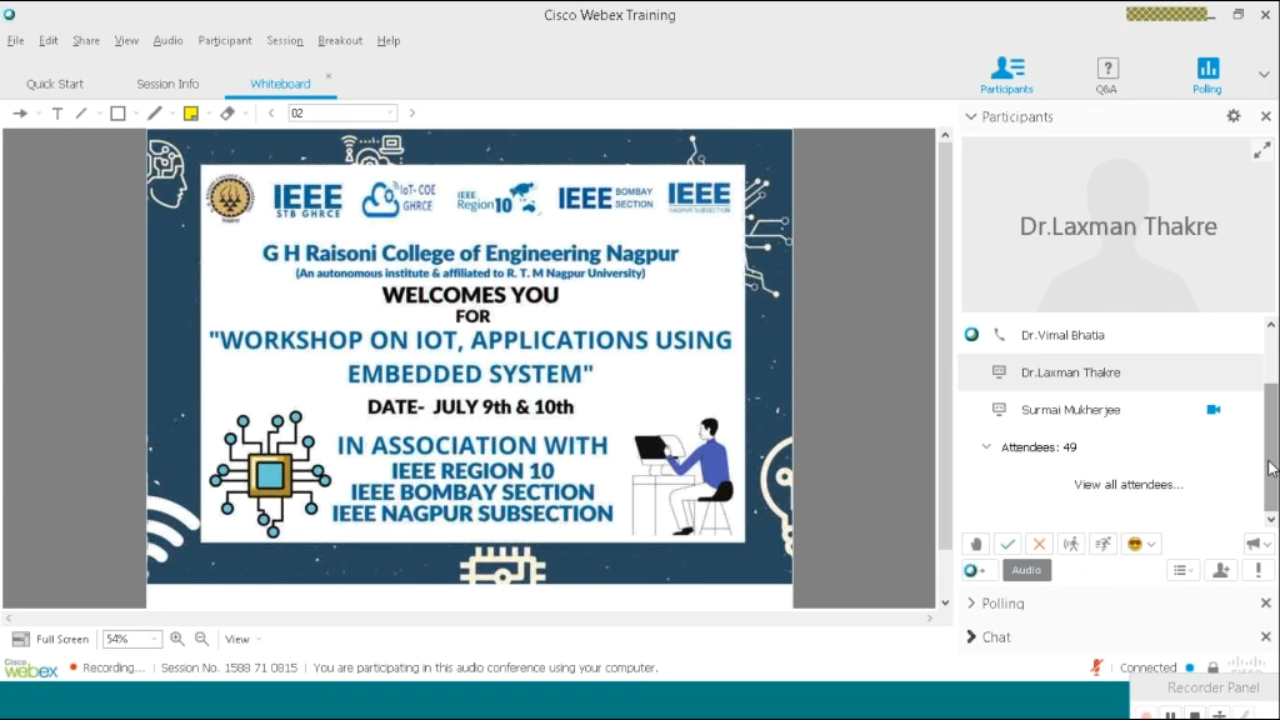 Cisco Webex Training
File Edit Share View Audio Participant Session Breakout Help
Quick Start Session Info Whiteboard
Participants Q&A Polling
02
Participants
IEEE
STB GHRCE
IoT-COE
GHRCE
IEEE
Region10
IEEE BOMBAY
SECTION
IEEE
NAGPUR SUBSECTION
G H Raisoni College of Engineering Nagpur
(An autonomous institute & affiliated to R. T. M Nagpur University)
WELCOMES YOU
FOR
"WORKSHOP ON IOT, APPLICATIONS USING
EMBEDDED SYSTEM"
DATE- JULY 9th & 10th
IN ASSOCIATION WITH
IEEE REGION 10
IEEE BOMBAY SECTION
IEEE NAGPUR SUBSECTION
Dr.Laxman Thakre
Dr.Vimal Bhatia
Dr.Laxman Thakre
Surmai Mukherjee
Attendees: 49
View all attendees...
Audio
Polling
Chat
Full Screen 54% View
Cisco
webex Recording... Session No. 1588 71 0815 You are participating in this audio conference using your computer.
Connected
CISCO
Recorder Panel